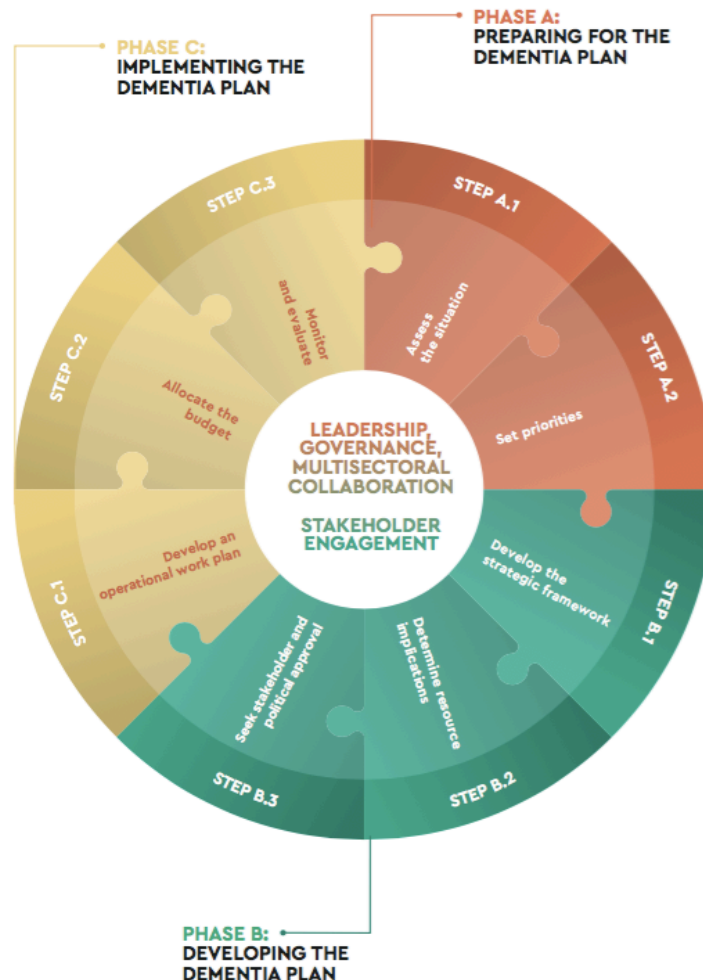 PHASE A:
PREPARING FOR THE
DEMENTIA PLAN
PHASE C:
IMPLEMENTING THE
DEMENTIA PLAN
STEP A.1
Assess
the situation
STEP A.2
Set priorities
STEP B.1
Develop the
strategic framework
STEP B.2
Determine resource
implications
STEP B.3
Seek stakeholder and
political approval
STEP C.1
Develop an
operational work plan
STEP C.2
Allocate the
budget
STEP C.3
Monitor
and evaluate
LEADERSHIP,
GOVERNANCE,
MULTISECTORAL
COLLABORATION
STAKEHOLDER
ENGAGEMENT
PHASE B:
DEVELOPING THE
DEMENTIA PLAN